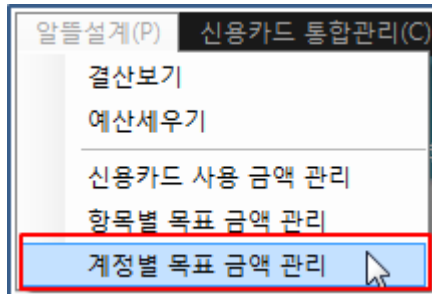 알뜰설계(P) 신용카드 통합관리(C)
결산보기
예산세우기
신용카드 사용 금액 관리
항목별 목표 금액 관리
계정별 목표 금액 관리